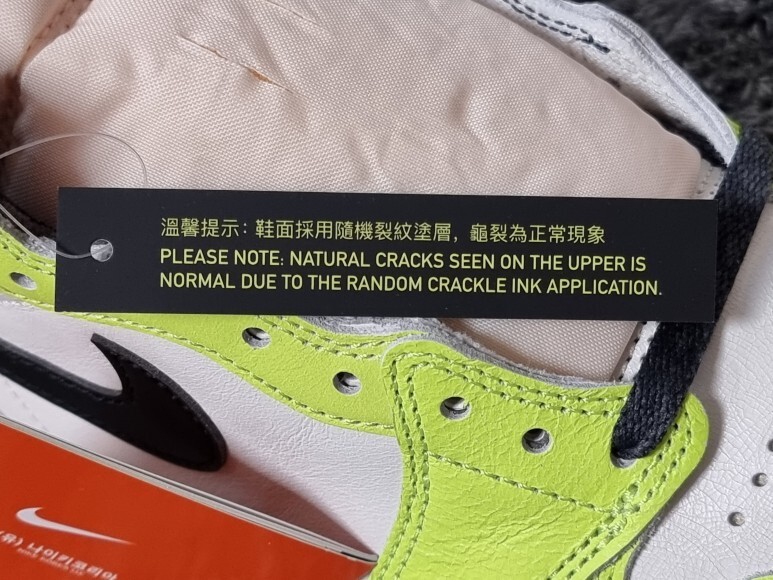 溫馨提示: 鞋面採用隨機裂紋塗層, 龜裂為正常現象
PLEASE NOTE: NATURAL CRACKS SEEN ON THE UPPER IS
NORMAL DUE TO THE RANDOM CRACKLE INK APPLICATION.
(유) 나이키코리아